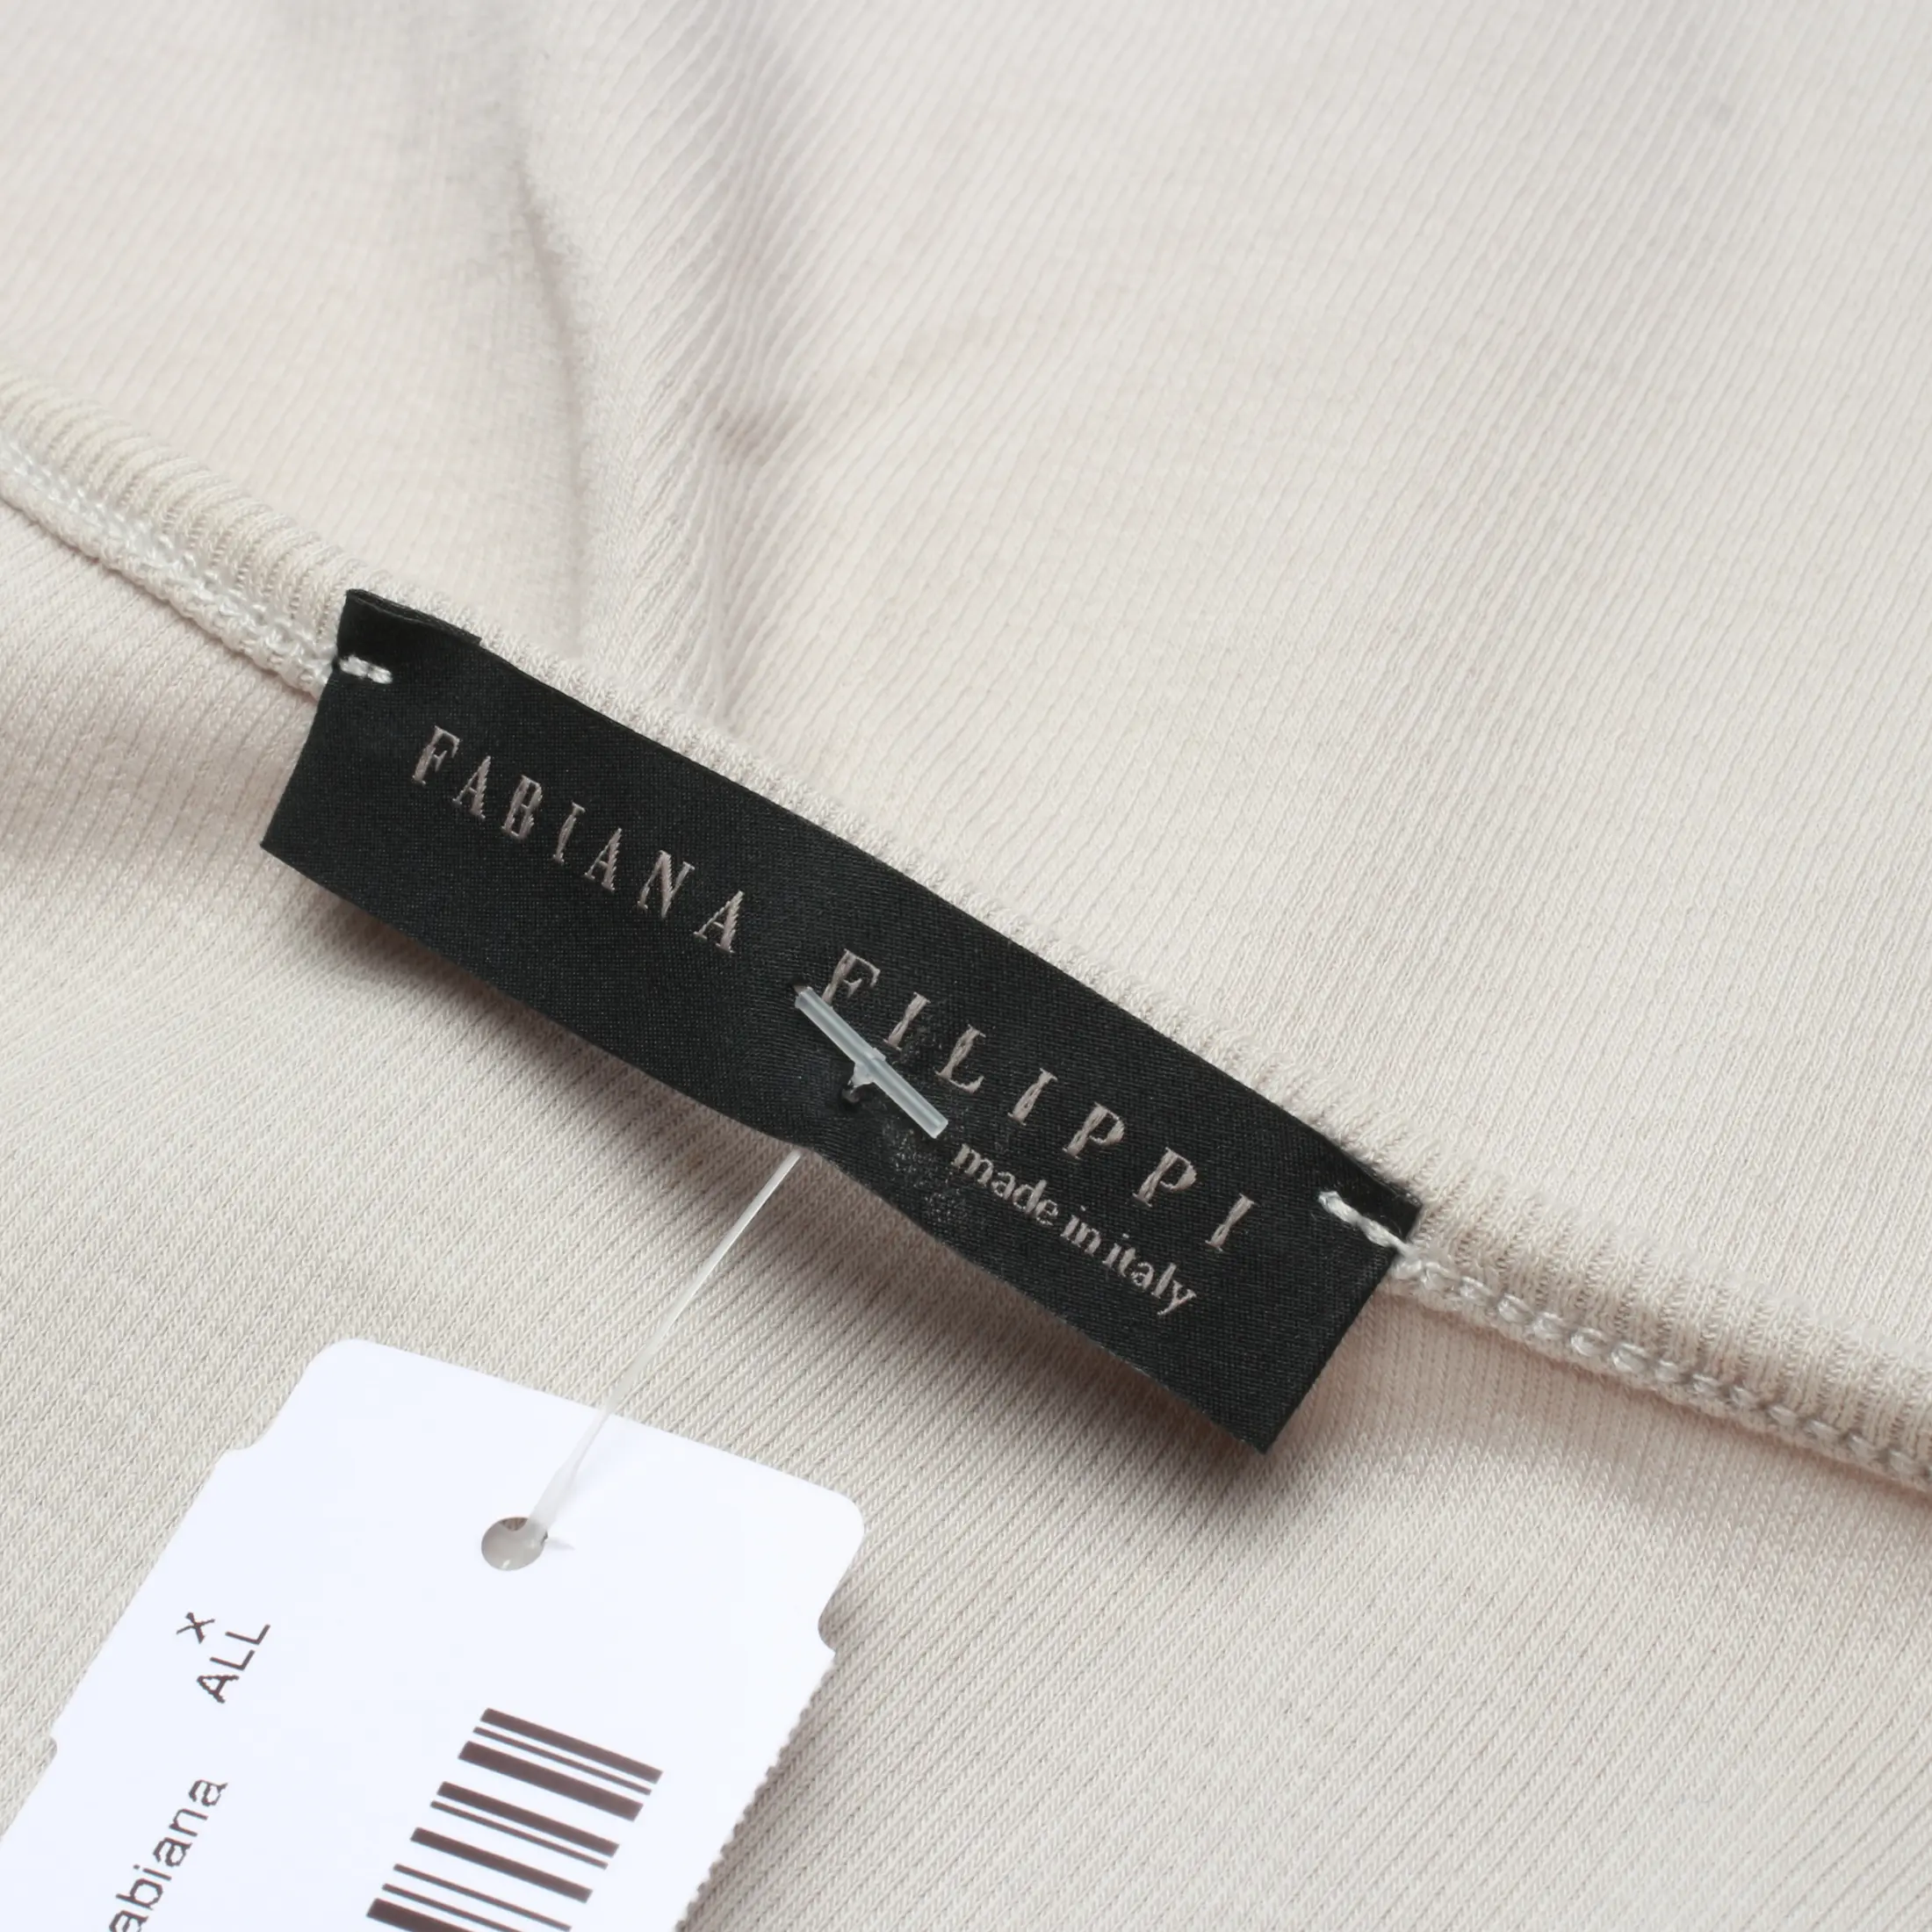 FABIANA FILIPPI
made in italy
X
ALL
abiana